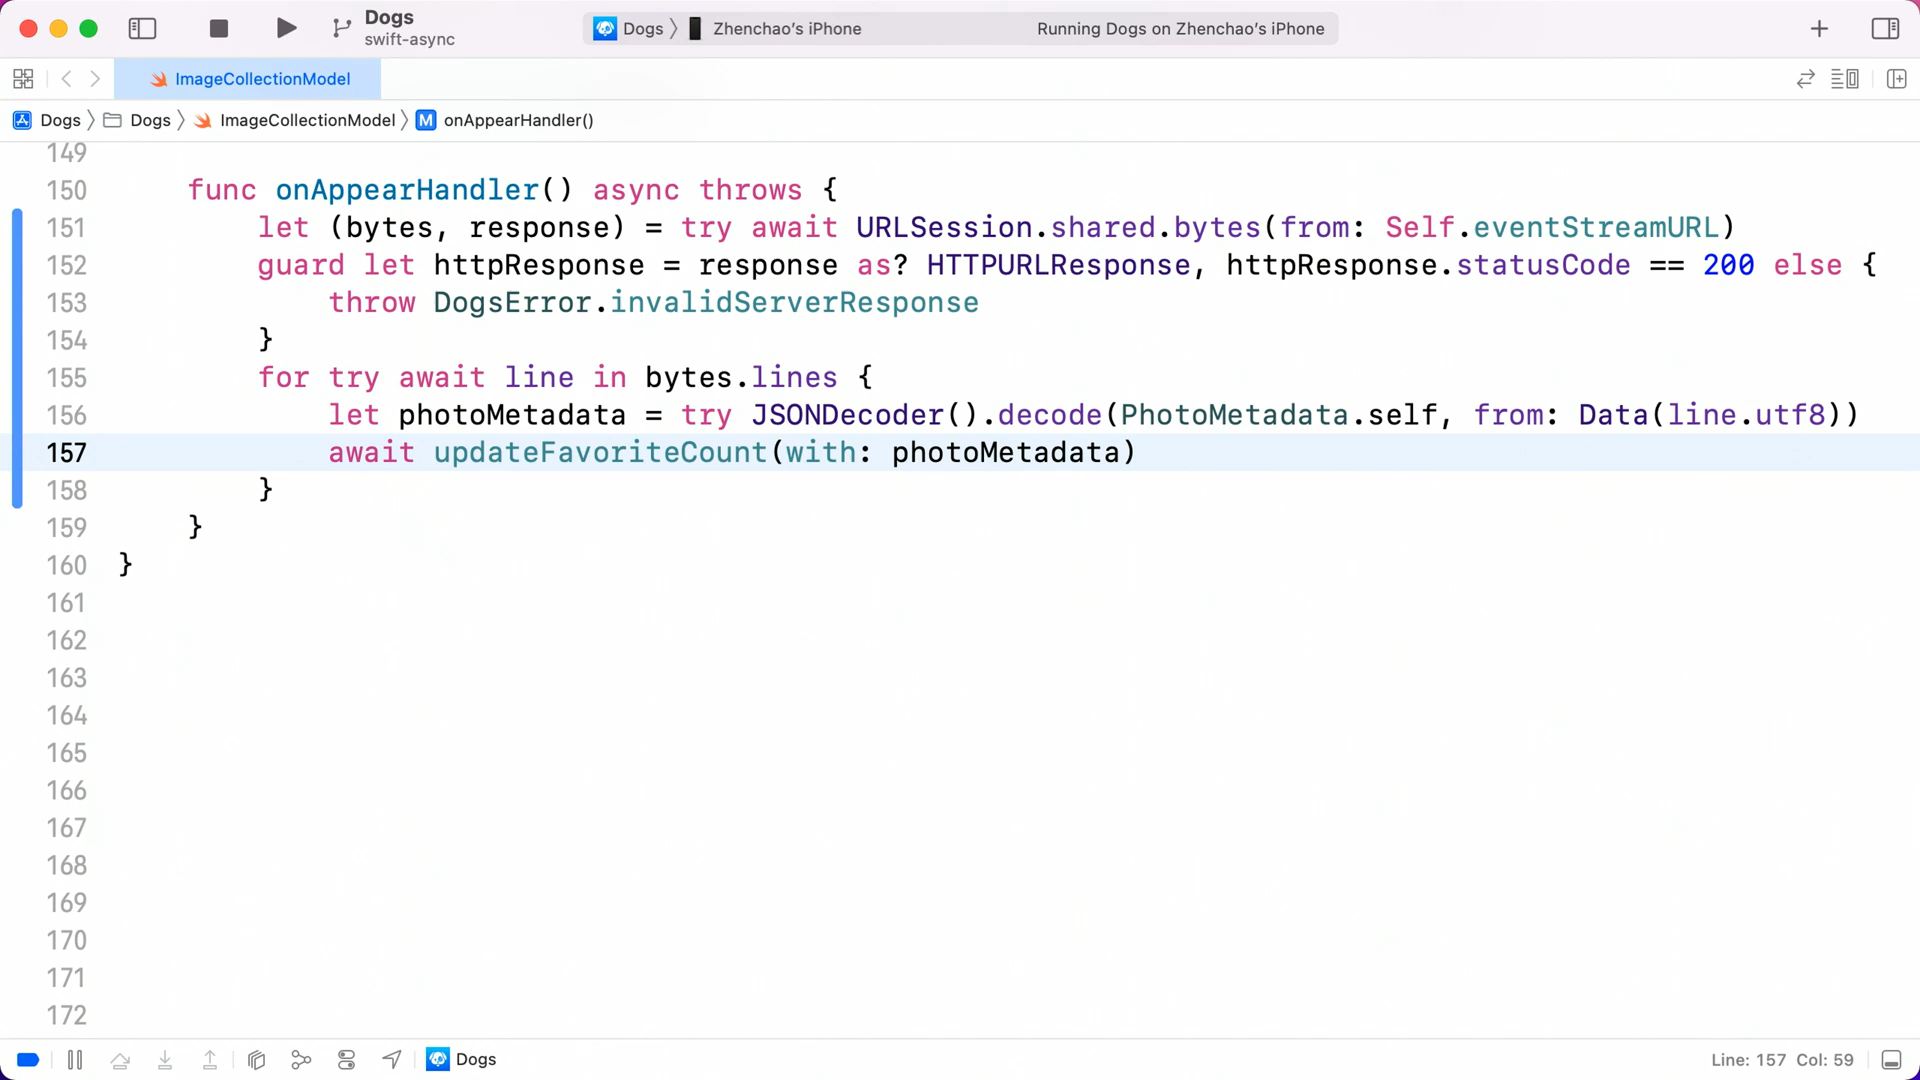 Dogs
swift-async
Dogs Zhenchao’s iPhone Running Dogs on Zhenchao’s iPhone
ImageCollectionModel
Dogs Dogs ImageCollectionModel M onAppearHandler()
149
150 func onAppearHandler() async throws {
151 let (bytes, response) = try await URLSession.shared.bytes(from: Self.eventStreamURL)
152 guard let httpResponse = response as? HTTPURLResponse, httpResponse.statusCode == 200 else {
153 throw DogsError.invalidServerResponse
154 }
155 for try await line in bytes.lines {
156 let photoMetadata = try JSONDecoder().decode(PhotoMetadata.self, from: Data(line.utf8))
157 await updateFavoriteCount(with: photoMetadata)
158 }
159 }
160 }
161
162
163
164
165
166
167
168
169
170
171
172
Dogs Line: 157 Col: 59